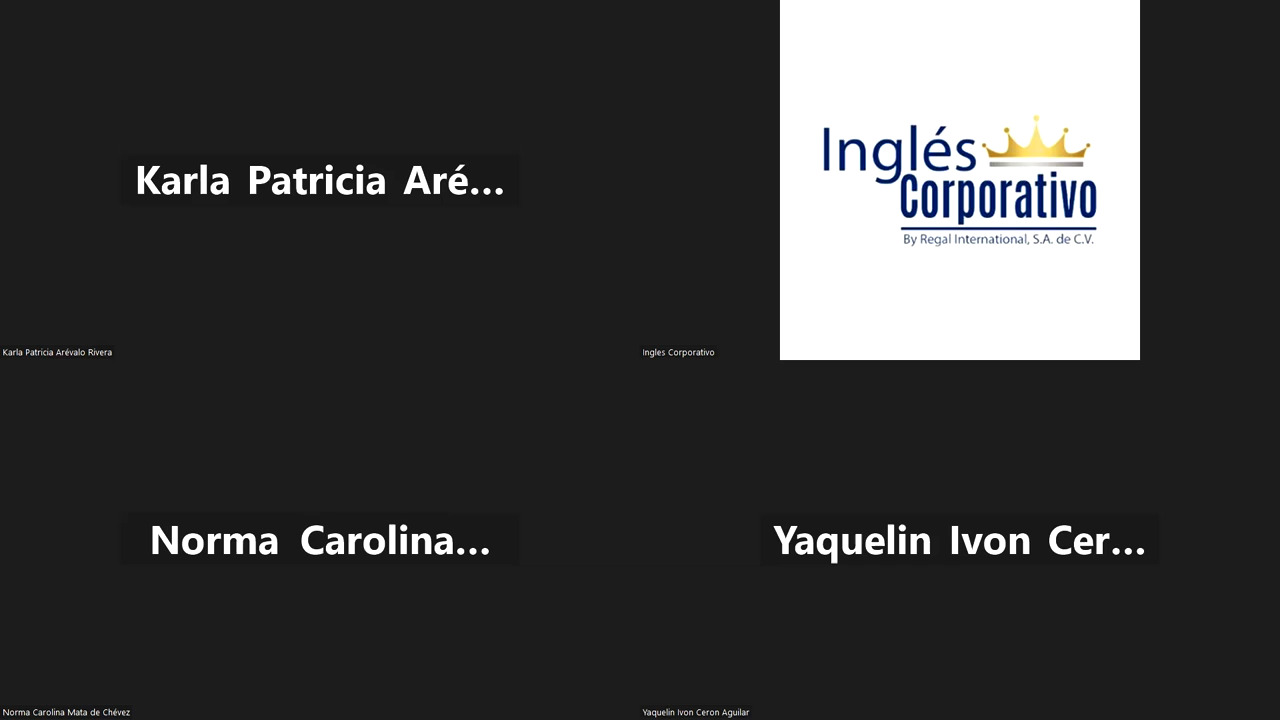 Karla Patricia Aré...
Karla Patricia Arévalo Rivera
Inglés
Corporativo
By Regal International, S.A. de C.V.
Ingles Corporativo
Norma Carolina...
Norma Carolina Mata de Chévez
Yaquelin Ivon Cer...
Yaquelin Ivon Ceron Aguilar